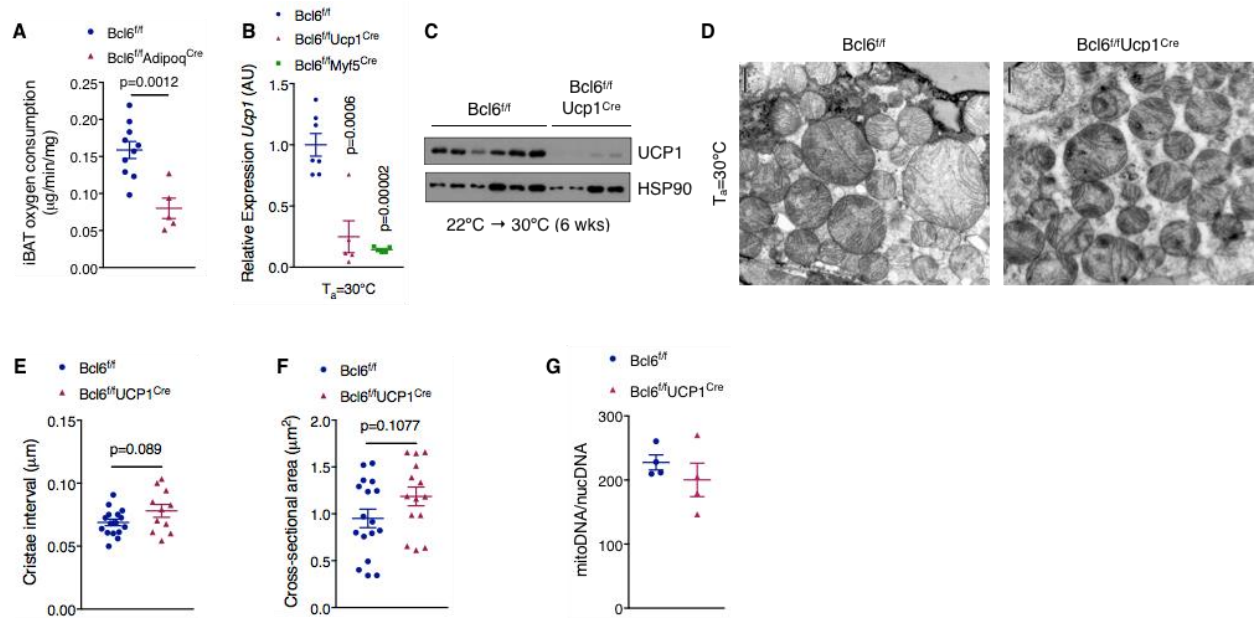 A
Bcl6f/f
Bcl6f/fAdipoqCre
p=0.0012
iBAT oxygen consumption
(μg/min/mg)
0.25
0.20
0.15
0.10
0.05
0.00
B
Bcl6f/f
Bcl6f/fUcp1Cre
Bcl6f/fMyf5Cre
Relative Expression Ucp1 (AU)
1.5
1.0
0.5
0.0
p=0.0006
p=0.00002
Ta=30°C
C
Bcl6f/f
Bcl6f/f
Ucp1Cre
UCP1
HSP90
22°C → 30°C (6 wks)
D
Bcl6f/f
Bcl6f/fUcp1Cre
Ta=30°C
E
Bcl6f/f
Bcl6f/fUCP1Cre
p=0.089
Cristae interval (μm)
0.15
0.10
0.05
0.00
F
Bcl6f/f
Bcl6f/fUCP1Cre
p=0.1077
Cross-sectional area (μm2)
2.0
1.5
1.0
0.5
0.0
G
Bcl6f/f
Bcl6f/fUCP1Cre
mitoDNA/nucDNA
300
200
100
0